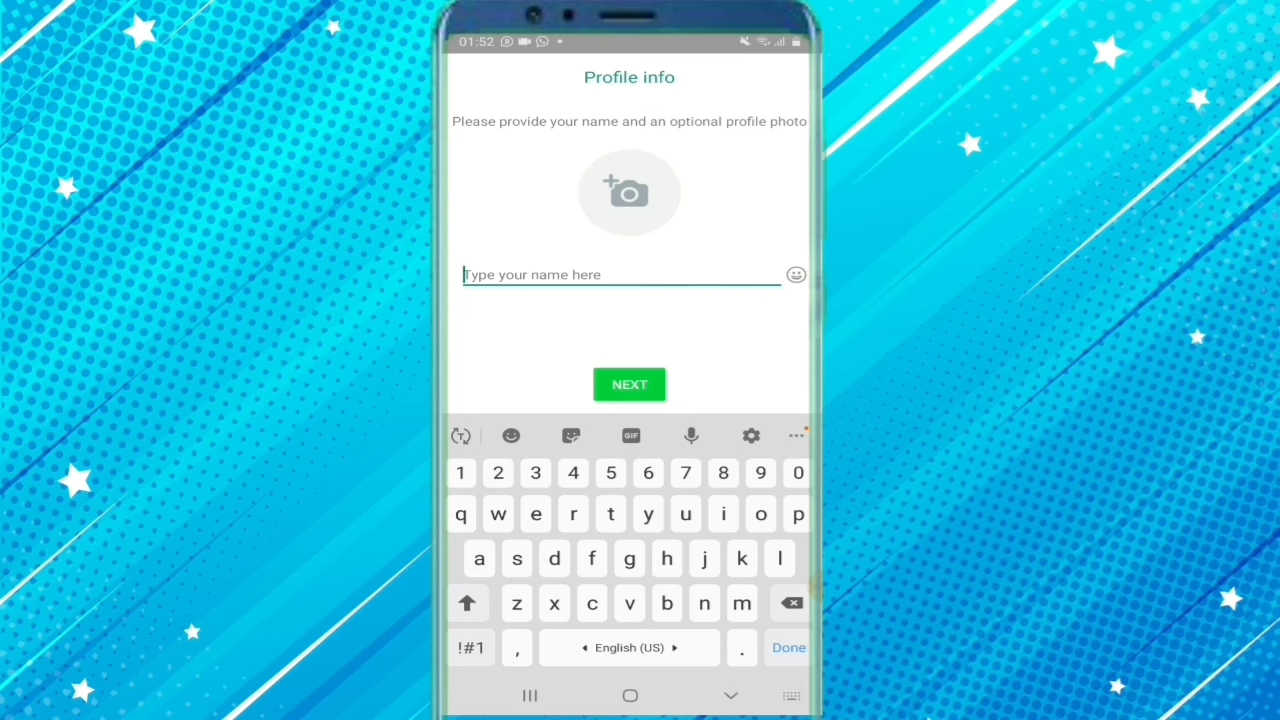 01:52
Profile info
Please provide your name and an optional profile photo
Type your name here
NEXT
GIF
1 2 3 4 5 6 7 8 9 0
q w e r t y u i o p
a s d f g h j k l
z x c v b n m
!#1 , English (US) . Done